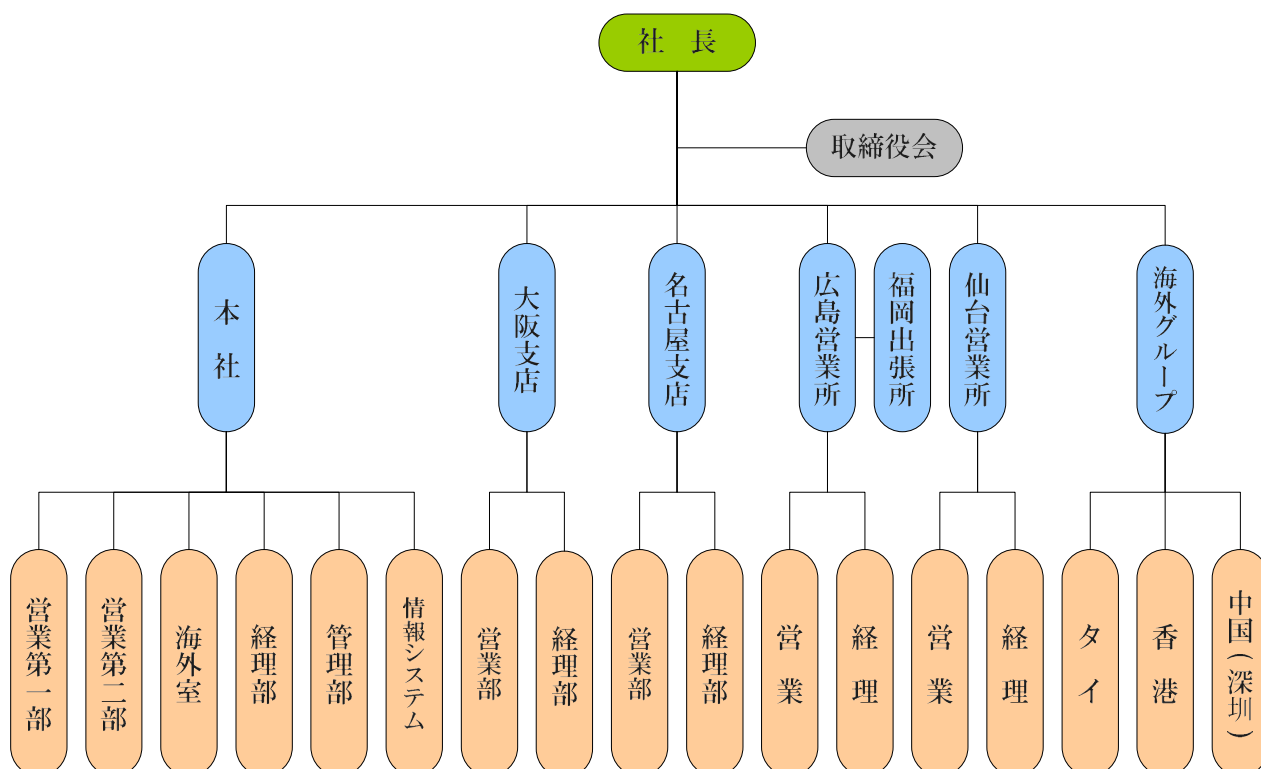 社　長
取締役会
本　社
大阪支店
名古屋支店
広島営業所
福岡出張所
仙台営業所
海外グループ
営業第一部
営業第二部
海外室
経理部
管理部
情報システム
営業部
経理部
営業部
経理部
営　業
経　理
営　業
経　理
タ　イ
香　港
中国(深圳)